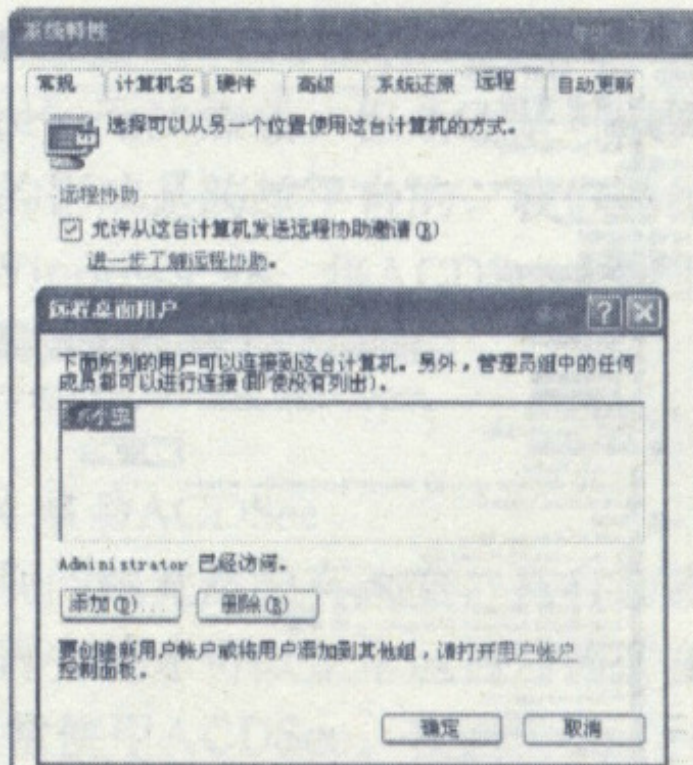 系统特性
常规 计算机名 硬件 高级 系统还原 远程 自动更新
选择可以从另一个位置使用这台计算机的方式。
远程协助
允许从这台计算机发送远程协助邀请(R)
进一步了解远程协助。
远程桌面用户
下面所列的用户可以连接到这台计算机。另外，管理员组中的任何
成员都可以进行连接(即使没有列出)。
Administrator 已经访问。
添加(D)... 删除(R)
要创建新用户帐户或将用户添加到其他组，请打开用户帐户
控制面板。
确定 取消